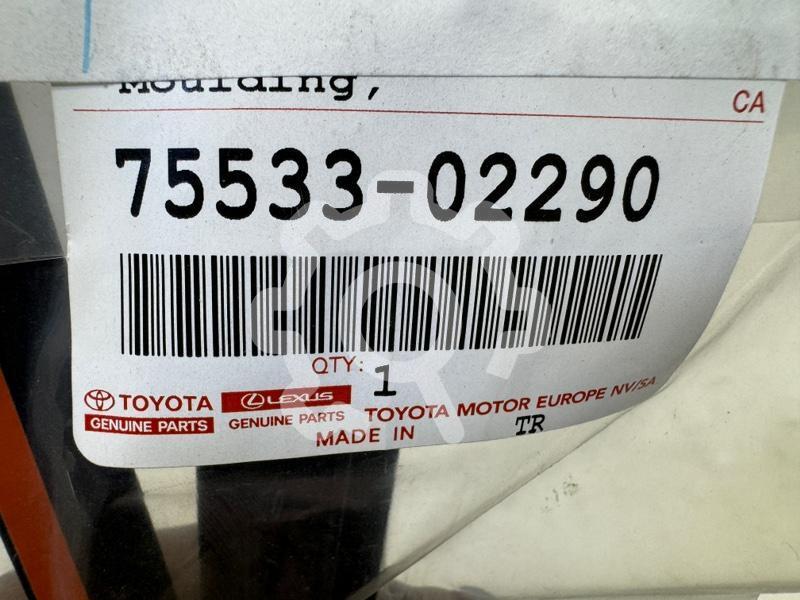 Moulding,
CA
75533-02290
QTY: 1
TOYOTA
GENUINE PARTS
LEXUS
GENUINE PARTS
TOYOTA MOTOR EUROPE NV/SA
MADE IN TR